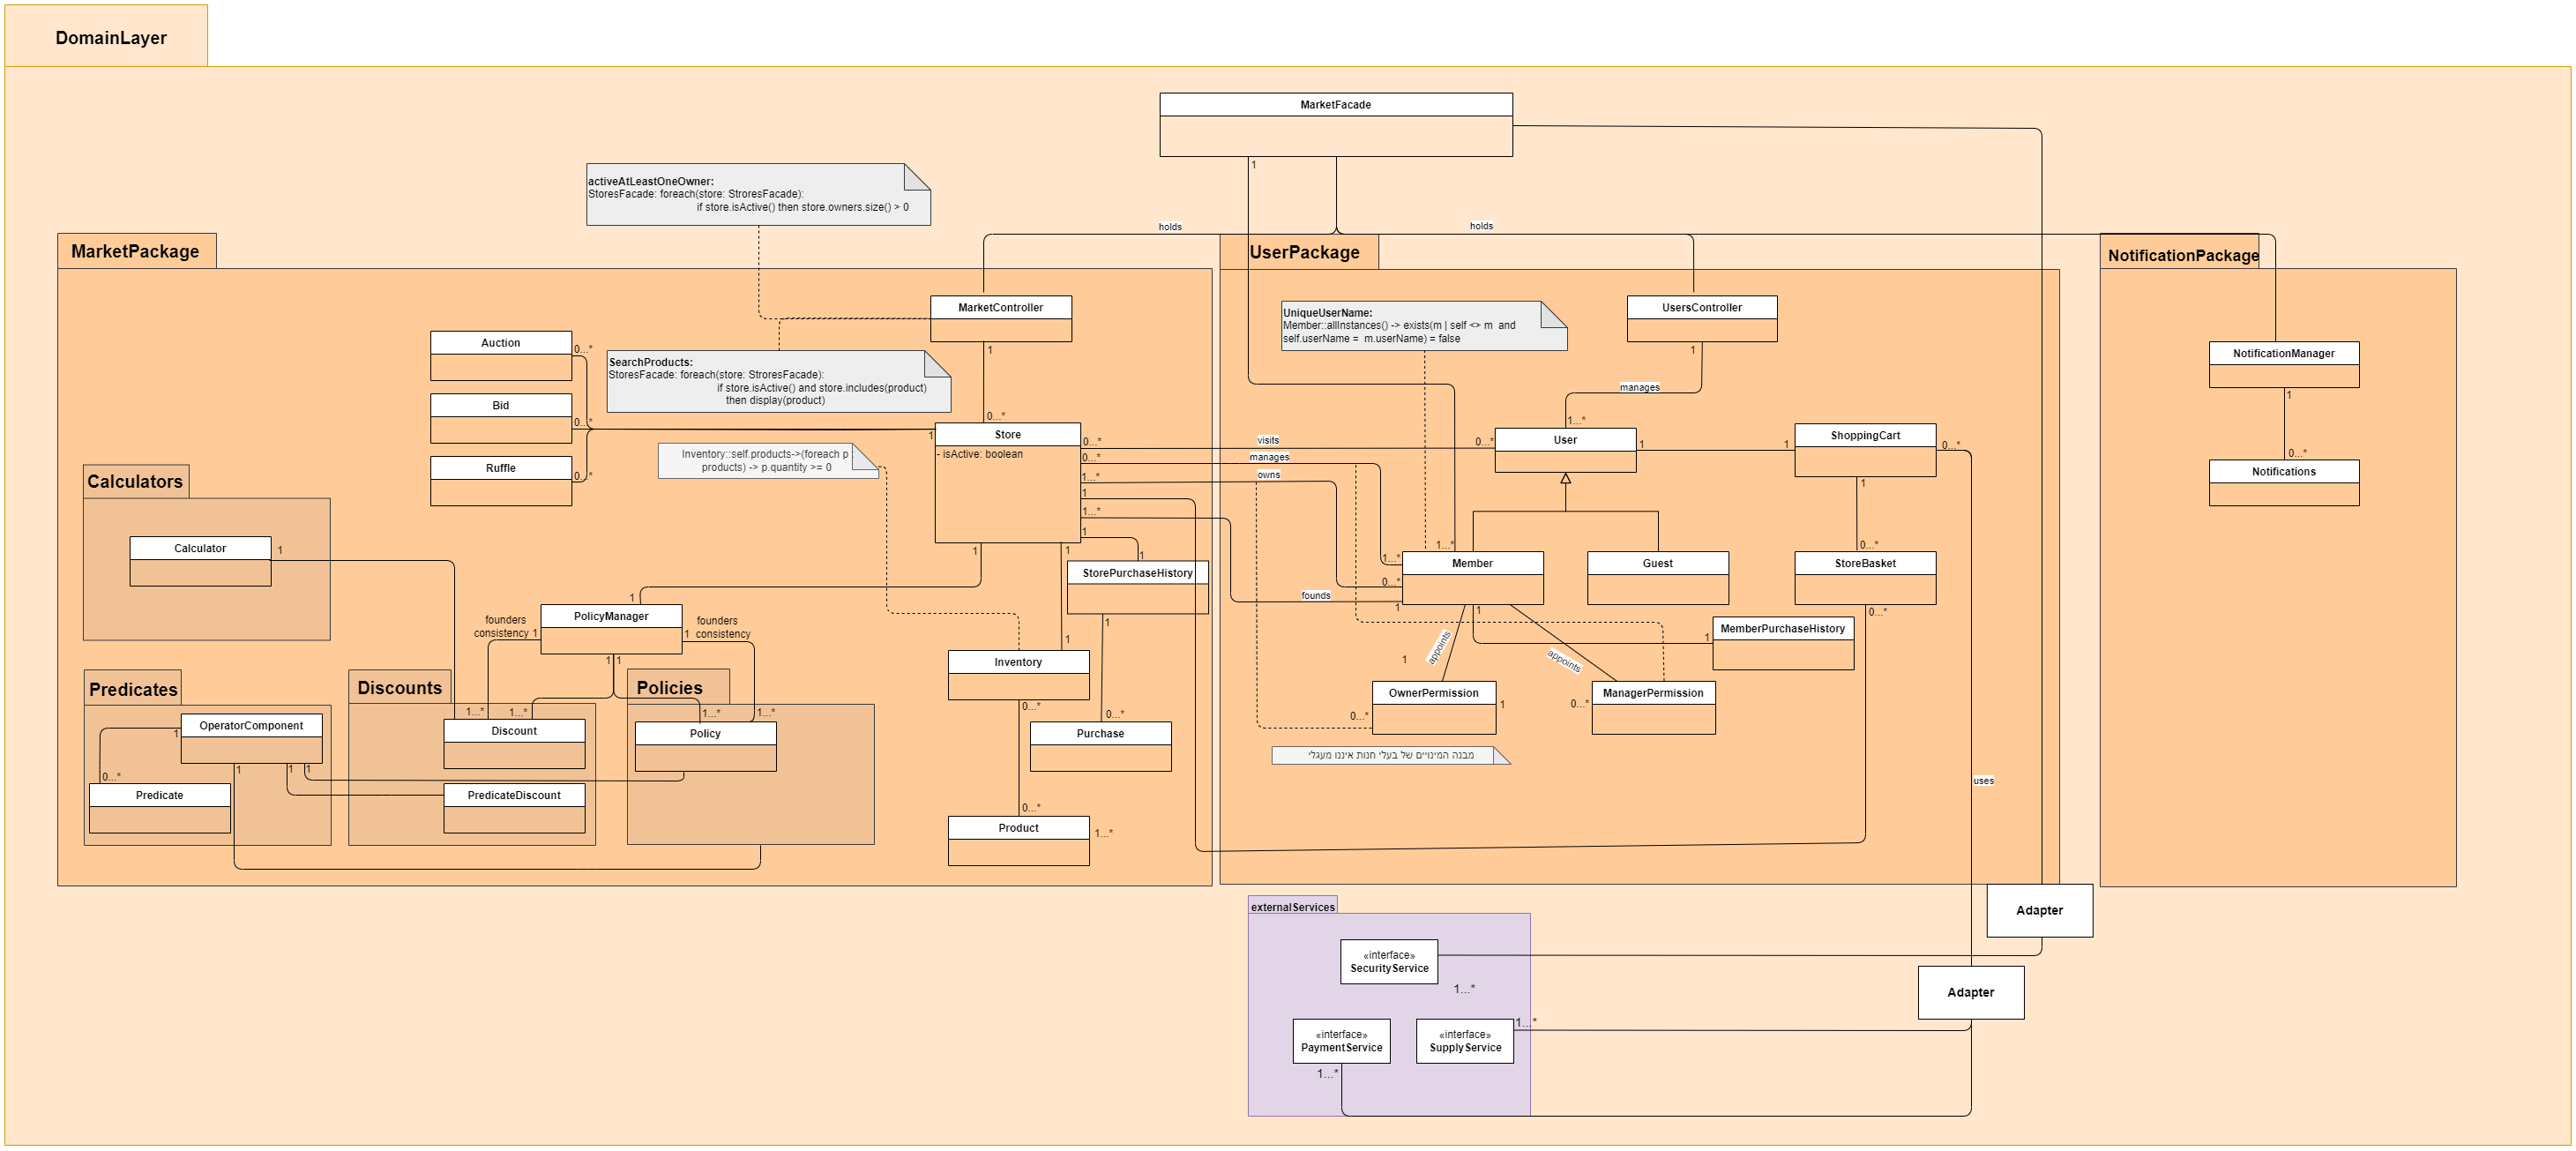 DomainLayer
MarketFacade
1
activeAtLeastOneOwner:
StoresFacade: foreach(store: StroresFacade):
if store.isActive() then store.owners.size() > 0
holds
holds
MarketPackage
UserPackage
NotificationPackage
MarketController
1
UniqueUserName:
Member::allInstances() -> exists(m | self <> m and
self.userName = m.userName) = false
UsersController
1
NotificationManager
1
Auction
0...*
SearchProducts:
StoresFacade: foreach(store: StroresFacade):
if store.isActive() and store.includes(product)
then display(product)
manages
Bid
0...*
0...*
1...*
Store
1
- isActive: boolean
0...*
visits
0...*
User
1
1
ShoppingCart
0...*
1
0...*
Notifications
Inventory::self.products->(foreach p :
products) -> p.quantity >= 0
0...*
manages
Ruffle
0...*
1...*
owns
1
1...*
1
Calculators
Calculator
1
1
1
1
StorePurchaseHistory
1
1...*
1...*
Member
0...*
founds
1
1
Guest
0...*
StoreBasket
0...*
PolicyManager
1
founders
consistency
1
founders
consistency
1
1
1
MemberPurchaseHistory
1
appoints
appoints
1
1
Inventory
0...*
Predicates
Discounts
Policies
OwnerPermission
1
0...*
ManagerPermission
0...*
OperatorComponent
1
1
1
1
1...*
1...*
Discount
1...*
1...*
Policy
0...*
Purchase
מבנה המינויים של בעלי חנות איננו מעגלי
0...*
Predicate
PredicateDiscount
uses
0...*
Product
1...*
externalServices
Adapter
«interface»
SecurityService
1...*
Adapter
«interface»
PaymentService
1...*
«interface»
SupplyService
1...*